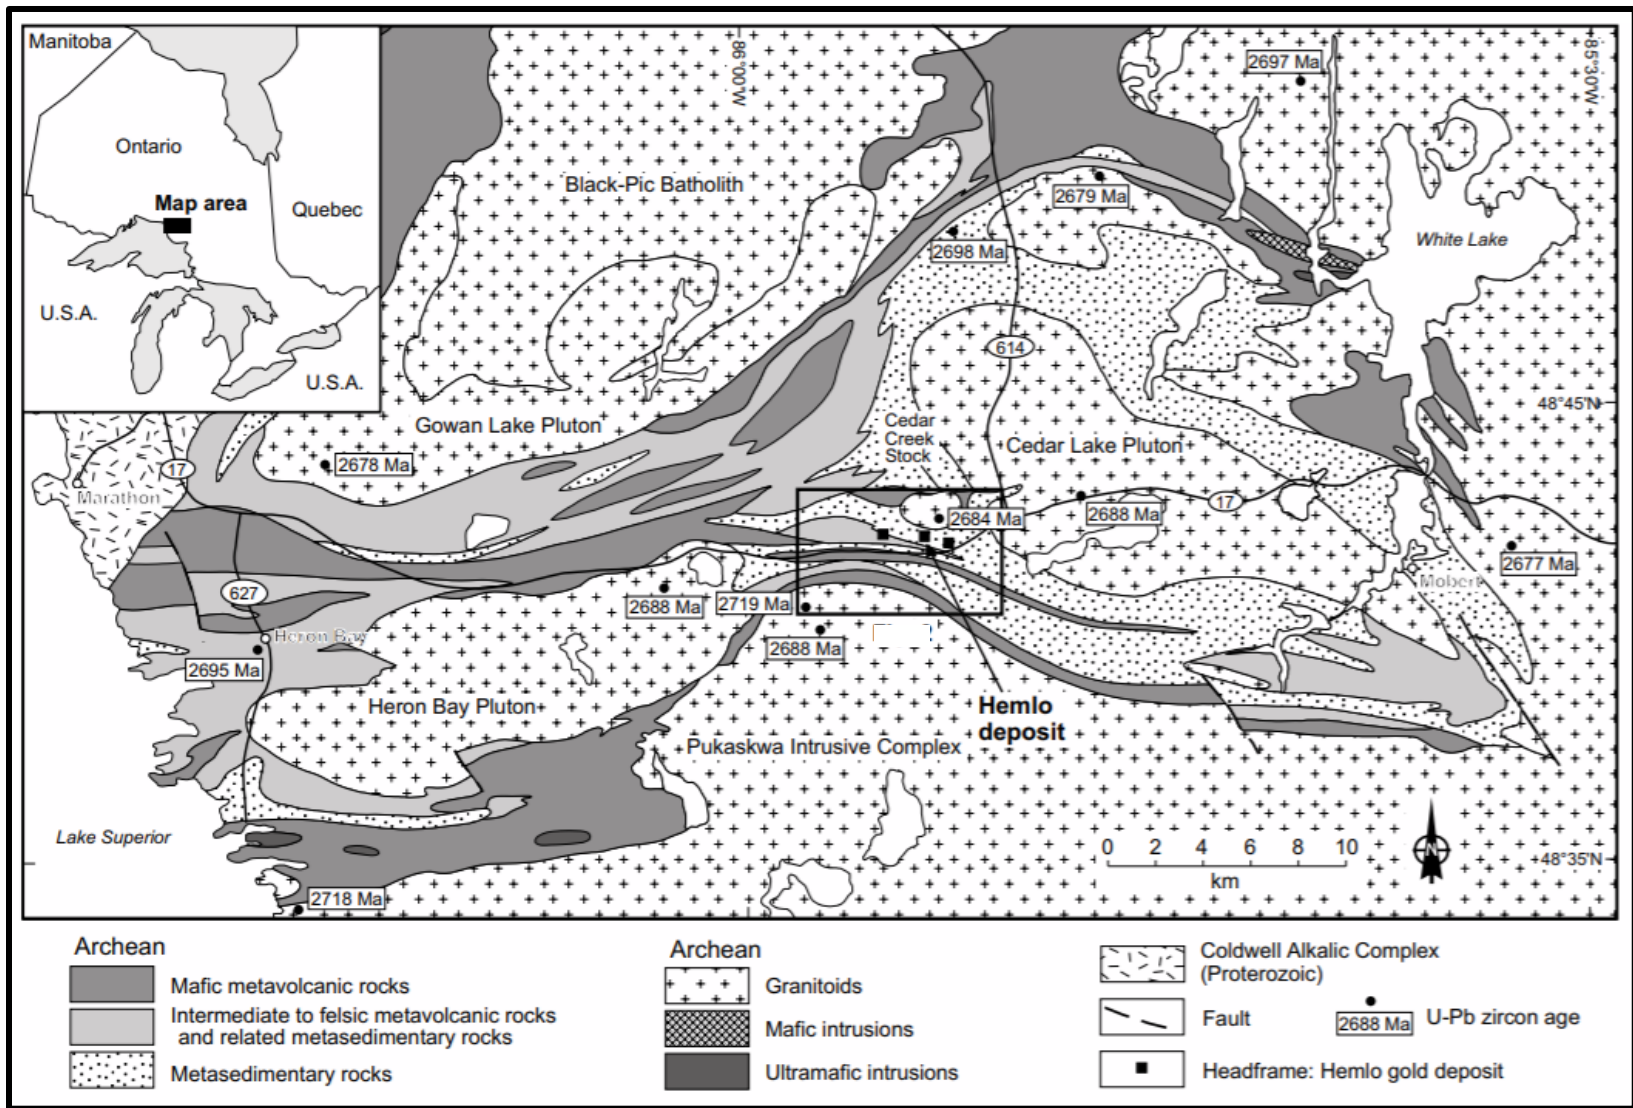 Manitoba
Ontario
Map area
Quebec
U.S.A.
U.S.A.
86°00'W
85°30'W
2697 Ma
Black-Pic Batholith
2679 Ma
2698 Ma
White Lake
614
48°45'N
Gowan Lake Pluton
Cedar
Creek
Stock
Cedar Lake Pluton
17
2678 Ma
Marathon
2684 Ma
2688 Ma
17
2677 Ma
Mobert
627
2688 Ma
2719 Ma
Heron Bay
2688 Ma
2695 Ma
Heron Bay Pluton
Hemlo
deposit
Pukaskwa Intrusive Complex
Lake Superior
0 2 4 6 8 10
km
N
48°35'N
2718 Ma
Archean
Mafic metavolcanic rocks
Intermediate to felsic metavolcanic rocks
and related metasedimentary rocks
Metasedimentary rocks
Archean
Granitoids
Mafic intrusions
Ultramafic intrusions
Coldwell Alkalic Complex
(Proterozoic)
Fault
2688 Ma
U-Pb zircon age
Headframe: Hemlo gold deposit